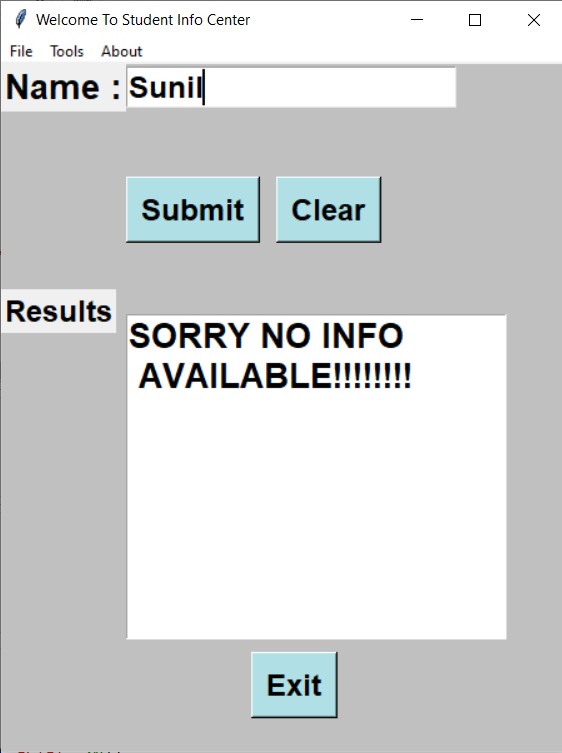 Welcome To Student Info Center
File Tools About
Name : Sunil
Submit Clear
Results
SORRY NO INFO
AVAILABLE!!!!!!!!
Exit